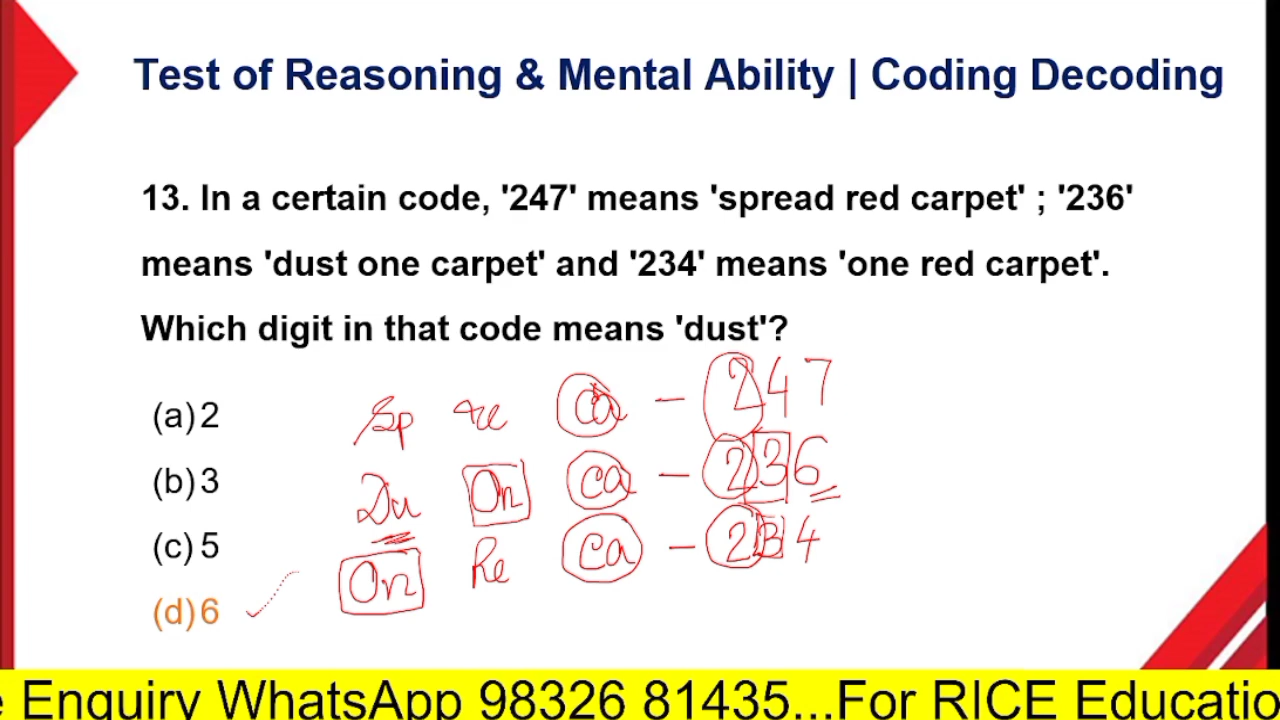 Test of Reasoning & Mental Ability | Coding Decoding
13. In a certain code, '247' means 'spread red carpet' ; '236'
means 'dust one carpet' and '234' means 'one red carpet'.
Which digit in that code means 'dust'?
(a) 2
Sp re ca - 247
(b) 3
Du On ca - 236
(c) 5
On Re ca - 234
(d) 6
e Enquiry WhatsApp 98326 81435...For RICE Educatio